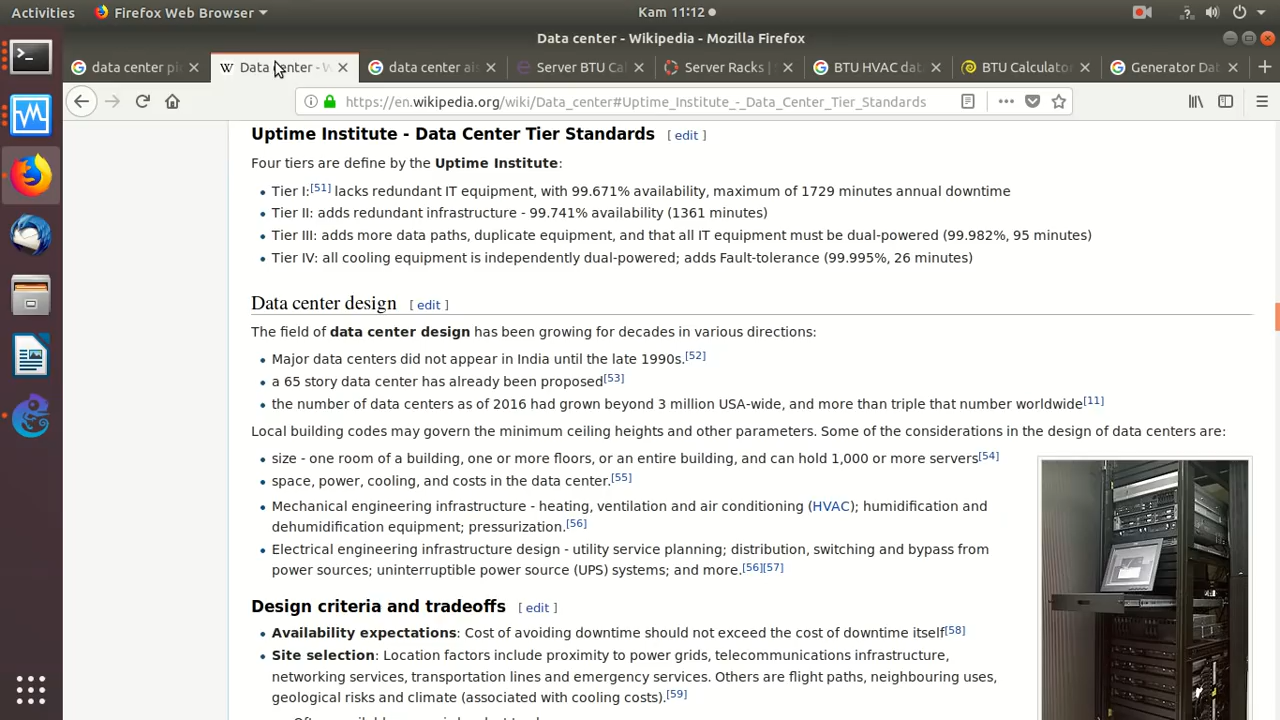 Activities Firefox Web Browser Kam 11:12
Data center - Wikipedia - Mozilla Firefox
data center pi Data center - W data center ais Server BTU Cal Server Racks | BTU HVAC dat BTU Calculator Generator Da
https://en.wikipedia.org/wiki/Data_center#Uptime_Institute_-_Data_Center_Tier_Standards
Uptime Institute - Data Center Tier Standards [ edit ]
Four tiers are define by the Uptime Institute:
Tier I:[51] lacks redundant IT equipment, with 99.671% availability, maximum of 1729 minutes annual downtime
Tier II: adds redundant infrastructure - 99.741% availability (1361 minutes)
Tier III: adds more data paths, duplicate equipment, and that all IT equipment must be dual-powered (99.982%, 95 minutes)
Tier IV: all cooling equipment is independently dual-powered; adds Fault-tolerance (99.995%, 26 minutes)
Data center design [ edit ]
The field of data center design has been growing for decades in various directions:
Major data centers did not appear in India until the late 1990s.[52]
a 65 story data center has already been proposed[53]
the number of data centers as of 2016 had grown beyond 3 million USA-wide, and more than triple that number worldwide[11]
Local building codes may govern the minimum ceiling heights and other parameters. Some of the considerations in the design of data centers are:
size - one room of a building, one or more floors, or an entire building, and can hold 1,000 or more servers[54]
space, power, cooling, and costs in the data center.[55]
Mechanical engineering infrastructure - heating, ventilation and air conditioning (HVAC); humidification and
dehumidification equipment; pressurization.[56]
Electrical engineering infrastructure design - utility service planning; distribution, switching and bypass from
power sources; uninterruptible power source (UPS) systems; and more.[56][57]
Design criteria and tradeoffs [ edit ]
Availability expectations: Cost of avoiding downtime should not exceed the cost of downtime itself[58]
Site selection: Location factors include proximity to power grids, telecommunications infrastructure,
networking services, transportation lines and emergency services. Others are flight paths, neighbouring uses,
geological risks and climate (associated with cooling costs).[59]